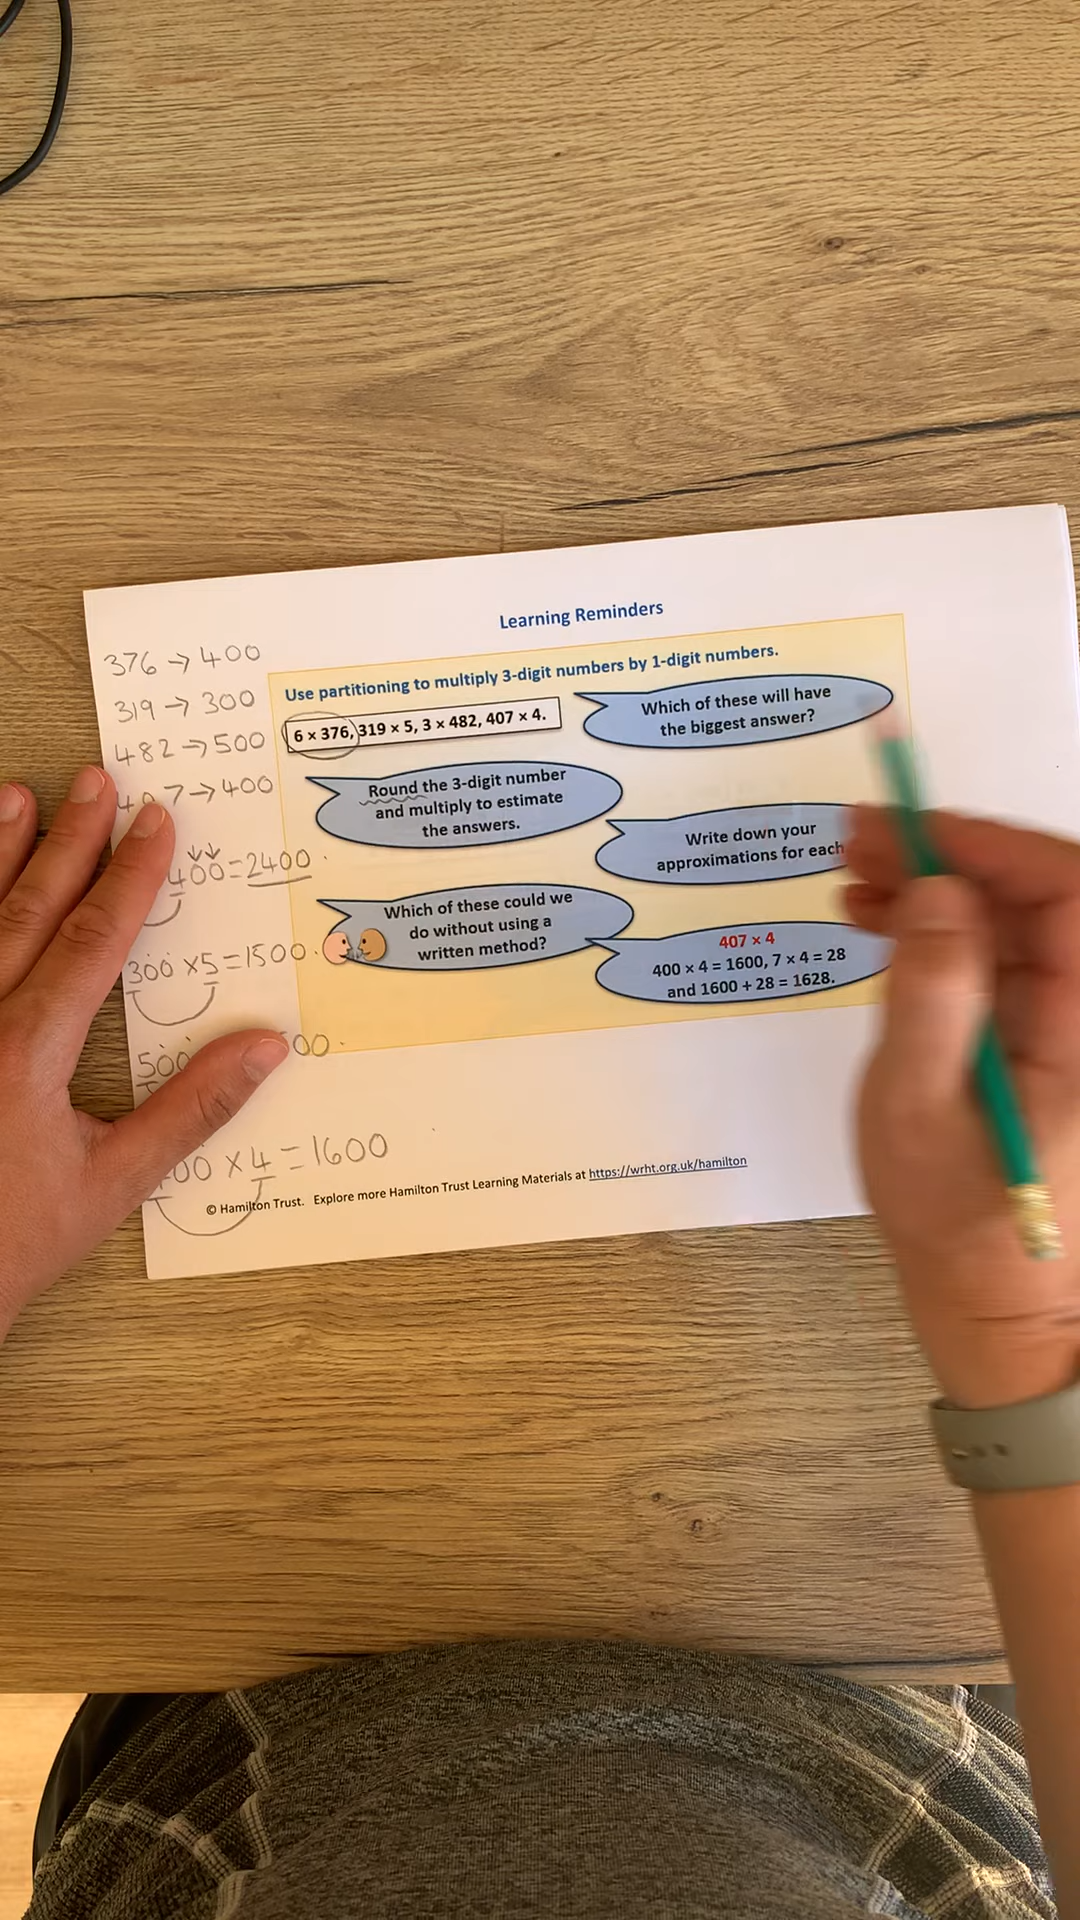 Learning Reminders
376 → 400
319 → 300
482 → 500
407 → 400
400 = 2400
300 × 5 = 1500
500 500
00 × 4 = 1600
Use partitioning to multiply 3-digit numbers by 1-digit numbers.
6 × 376, 319 × 5, 3 × 482, 407 × 4.
Which of these will have
the biggest answer?
Round the 3-digit number
and multiply to estimate
the answers.
Write down your
approximations for each
Which of these could we
do without using a
written method?
407 × 4
400 × 4 = 1600, 7 × 4 = 28
and 1600 + 28 = 1628.
© Hamilton Trust. Explore more Hamilton Trust Learning Materials at https://wrht.org.uk/hamilton